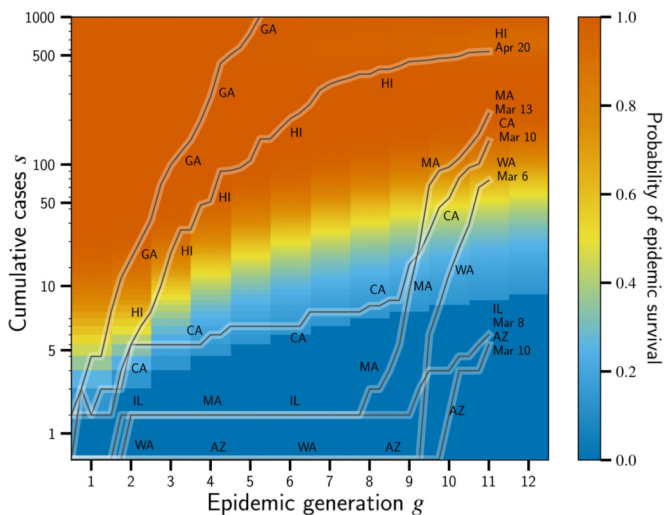 1000
500
100
50
10
5
1
Cumulative cases s
1 2 3 4 5 6 7 8 9 10 11 12
Epidemic generation g
GA
GA
GA
GA
HI
Apr 20
HI
HI
HI
HI
HI
MA
Mar 13
CA
Mar 10
WA
Mar 6
MA
CA
WA
MA
CA
CA
CA
CA
IL
Mar 8
AZ
Mar 10
MA
IL
MA
IL
AZ
WA
AZ
WA
AZ
1.0
0.8
0.6
0.4
0.2
0.0
Probability of epidemic survival